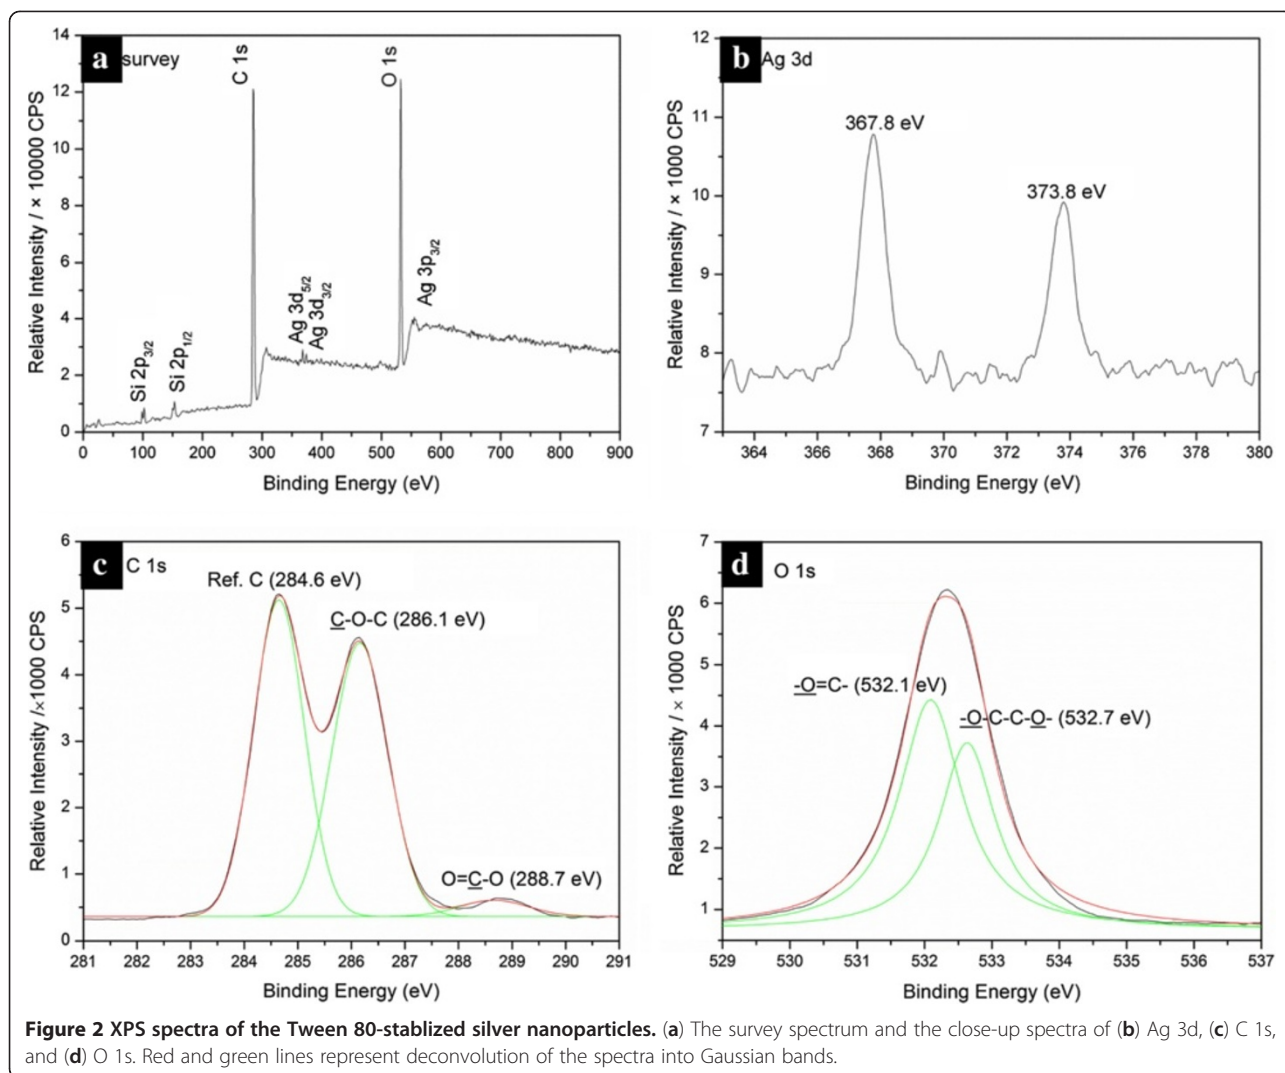 a survey
C 1s
O 1s
Si 2p3/2
Si 2p1/2
Ag 3d5/2
Ag 3d3/2
Ag 3p3/2
Relative Intensity / × 10000 CPS
14
12
10
8
6
4
2
0
0 100 200 300 400 500 600 700 800 900
Binding Energy (eV)
b Ag 3d
367.8 eV
373.8 eV
Relative Intensity / × 1000 CPS
12
11
10
9
8
7
364 366 368 370 372 374 376 378 380
Binding Energy (eV)
c C 1s
Ref. C (284.6 eV)
C-O-C (286.1 eV)
O=C-O (288.7 eV)
Relative Intensity /×1000 CPS
6
5
4
3
2
1
0
281 282 283 284 285 286 287 288 289 290 291
Binding Energy (eV)
d O 1s
-O=C- (532.1 eV)
-O-C-C-O- (532.7 eV)
Relative Intensity / × 1000 CPS
7
6
5
4
3
2
1
529 530 531 532 533 534 535 536 537
Binding Energy (eV)
Figure 2 XPS spectra of the Tween 80-stablized silver nanoparticles. (a) The survey spectrum and the close-up spectra of (b) Ag 3d, (c) C 1s,
and (d) O 1s. Red and green lines represent deconvolution of the spectra into Gaussian bands.